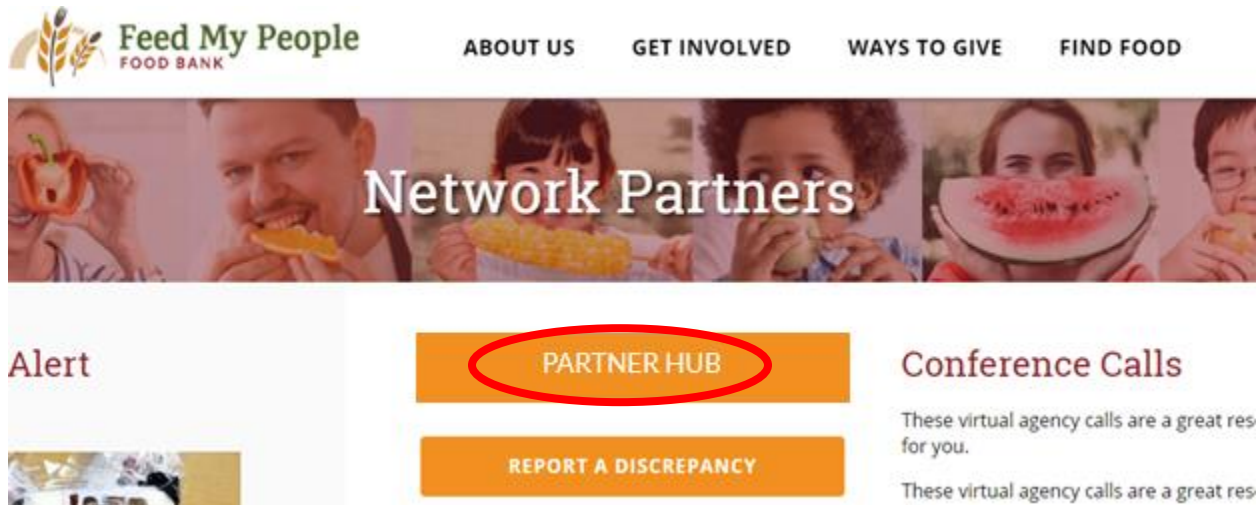 Feed My People
FOOD BANK
ABOUT US
GET INVOLVED
WAYS TO GIVE
FIND FOOD
Network Partners
Alert
PARTNER HUB
REPORT A DISCREPANCY
Conference Calls
These virtual agency calls are a great res
for you.
These virtual agency calls are a great res